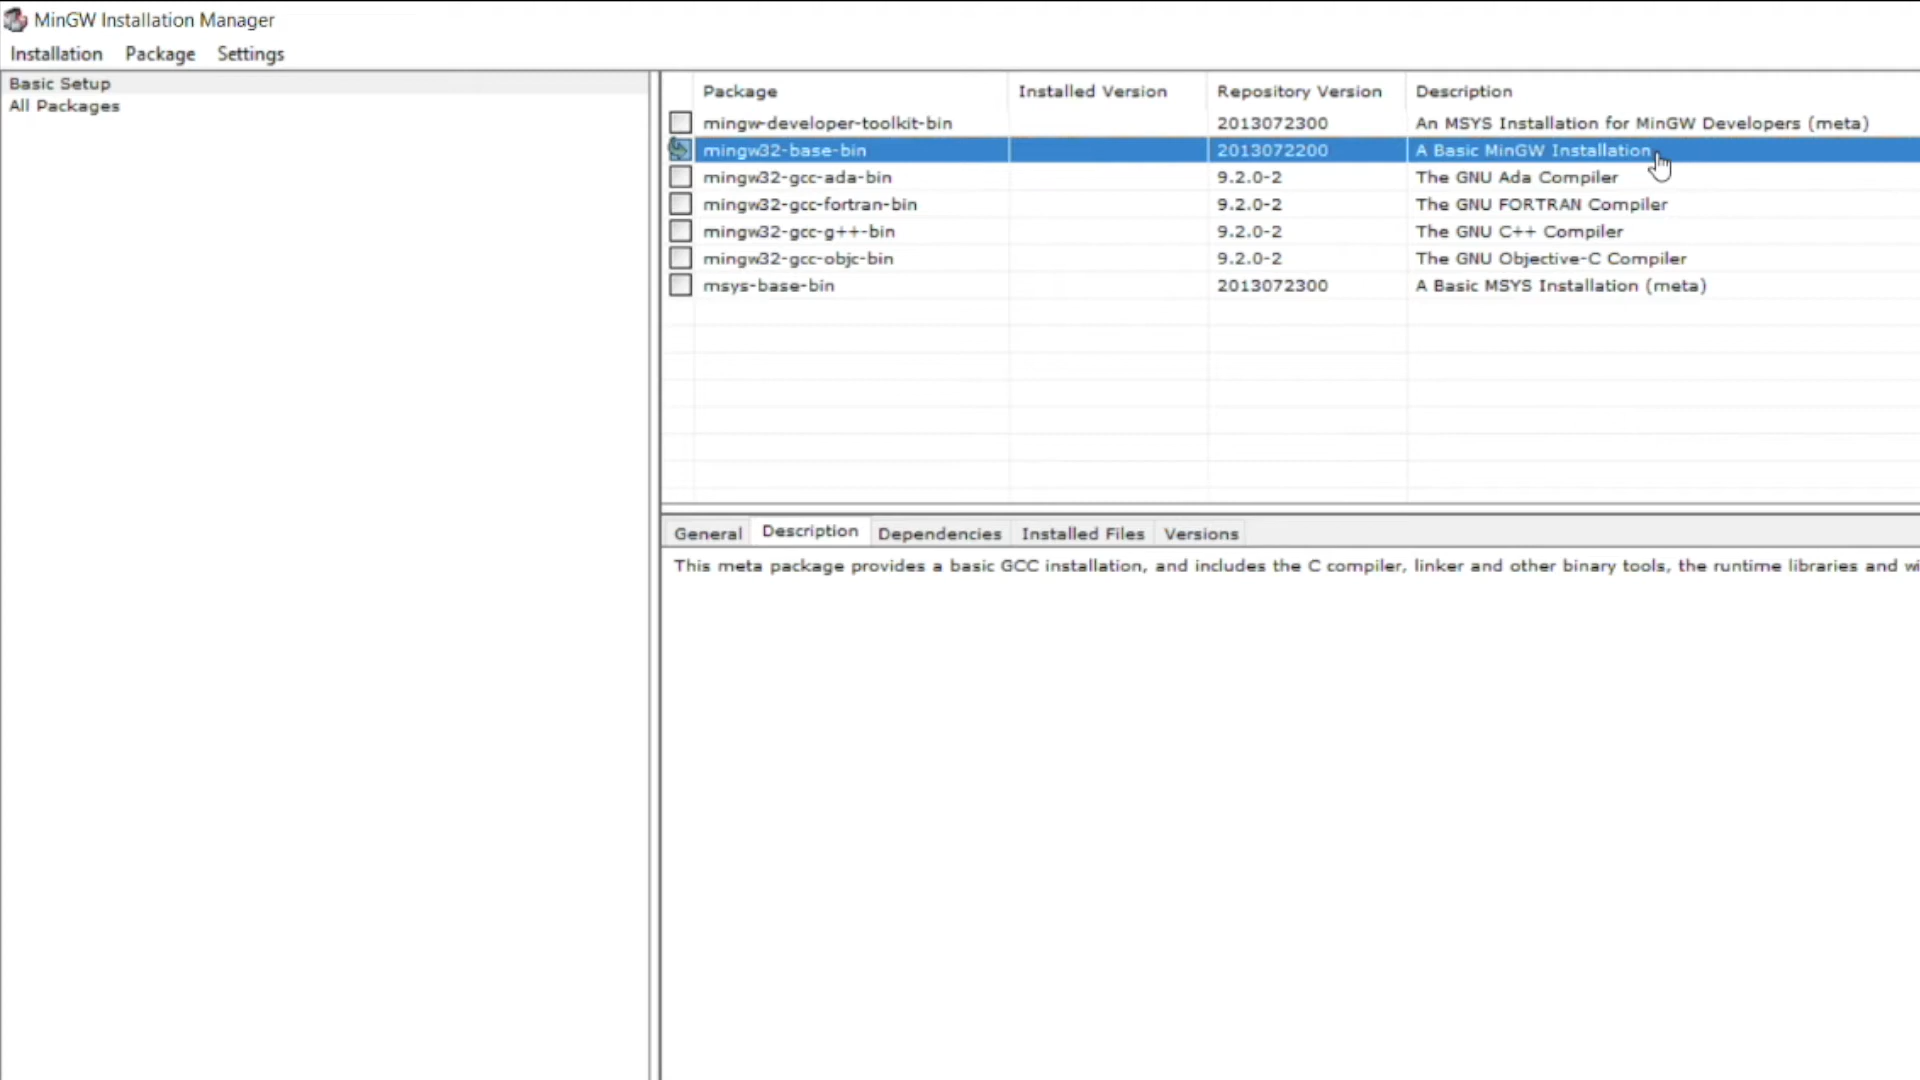 MinGW Installation Manager
Installation Package Settings
Basic Setup
All Packages
Package Installed Version Repository Version Description
mingw-developer-toolkit-bin 2013072300 An MSYS Installation for MinGW Developers (meta)
mingw32-base-bin 2013072200 A Basic MinGW Installation
mingw32-gcc-ada-bin 9.2.0-2 The GNU Ada Compiler
mingw32-gcc-fortran-bin 9.2.0-2 The GNU FORTRAN Compiler
mingw32-gcc-g++-bin 9.2.0-2 The GNU C++ Compiler
mingw32-gcc-objc-bin 9.2.0-2 The GNU Objective-C Compiler
msys-base-bin 2013072300 A Basic MSYS Installation (meta)
General Description Dependencies Installed Files Versions
This meta package provides a basic GCC installation, and includes the C compiler, linker and other binary tools, the runtime libraries and